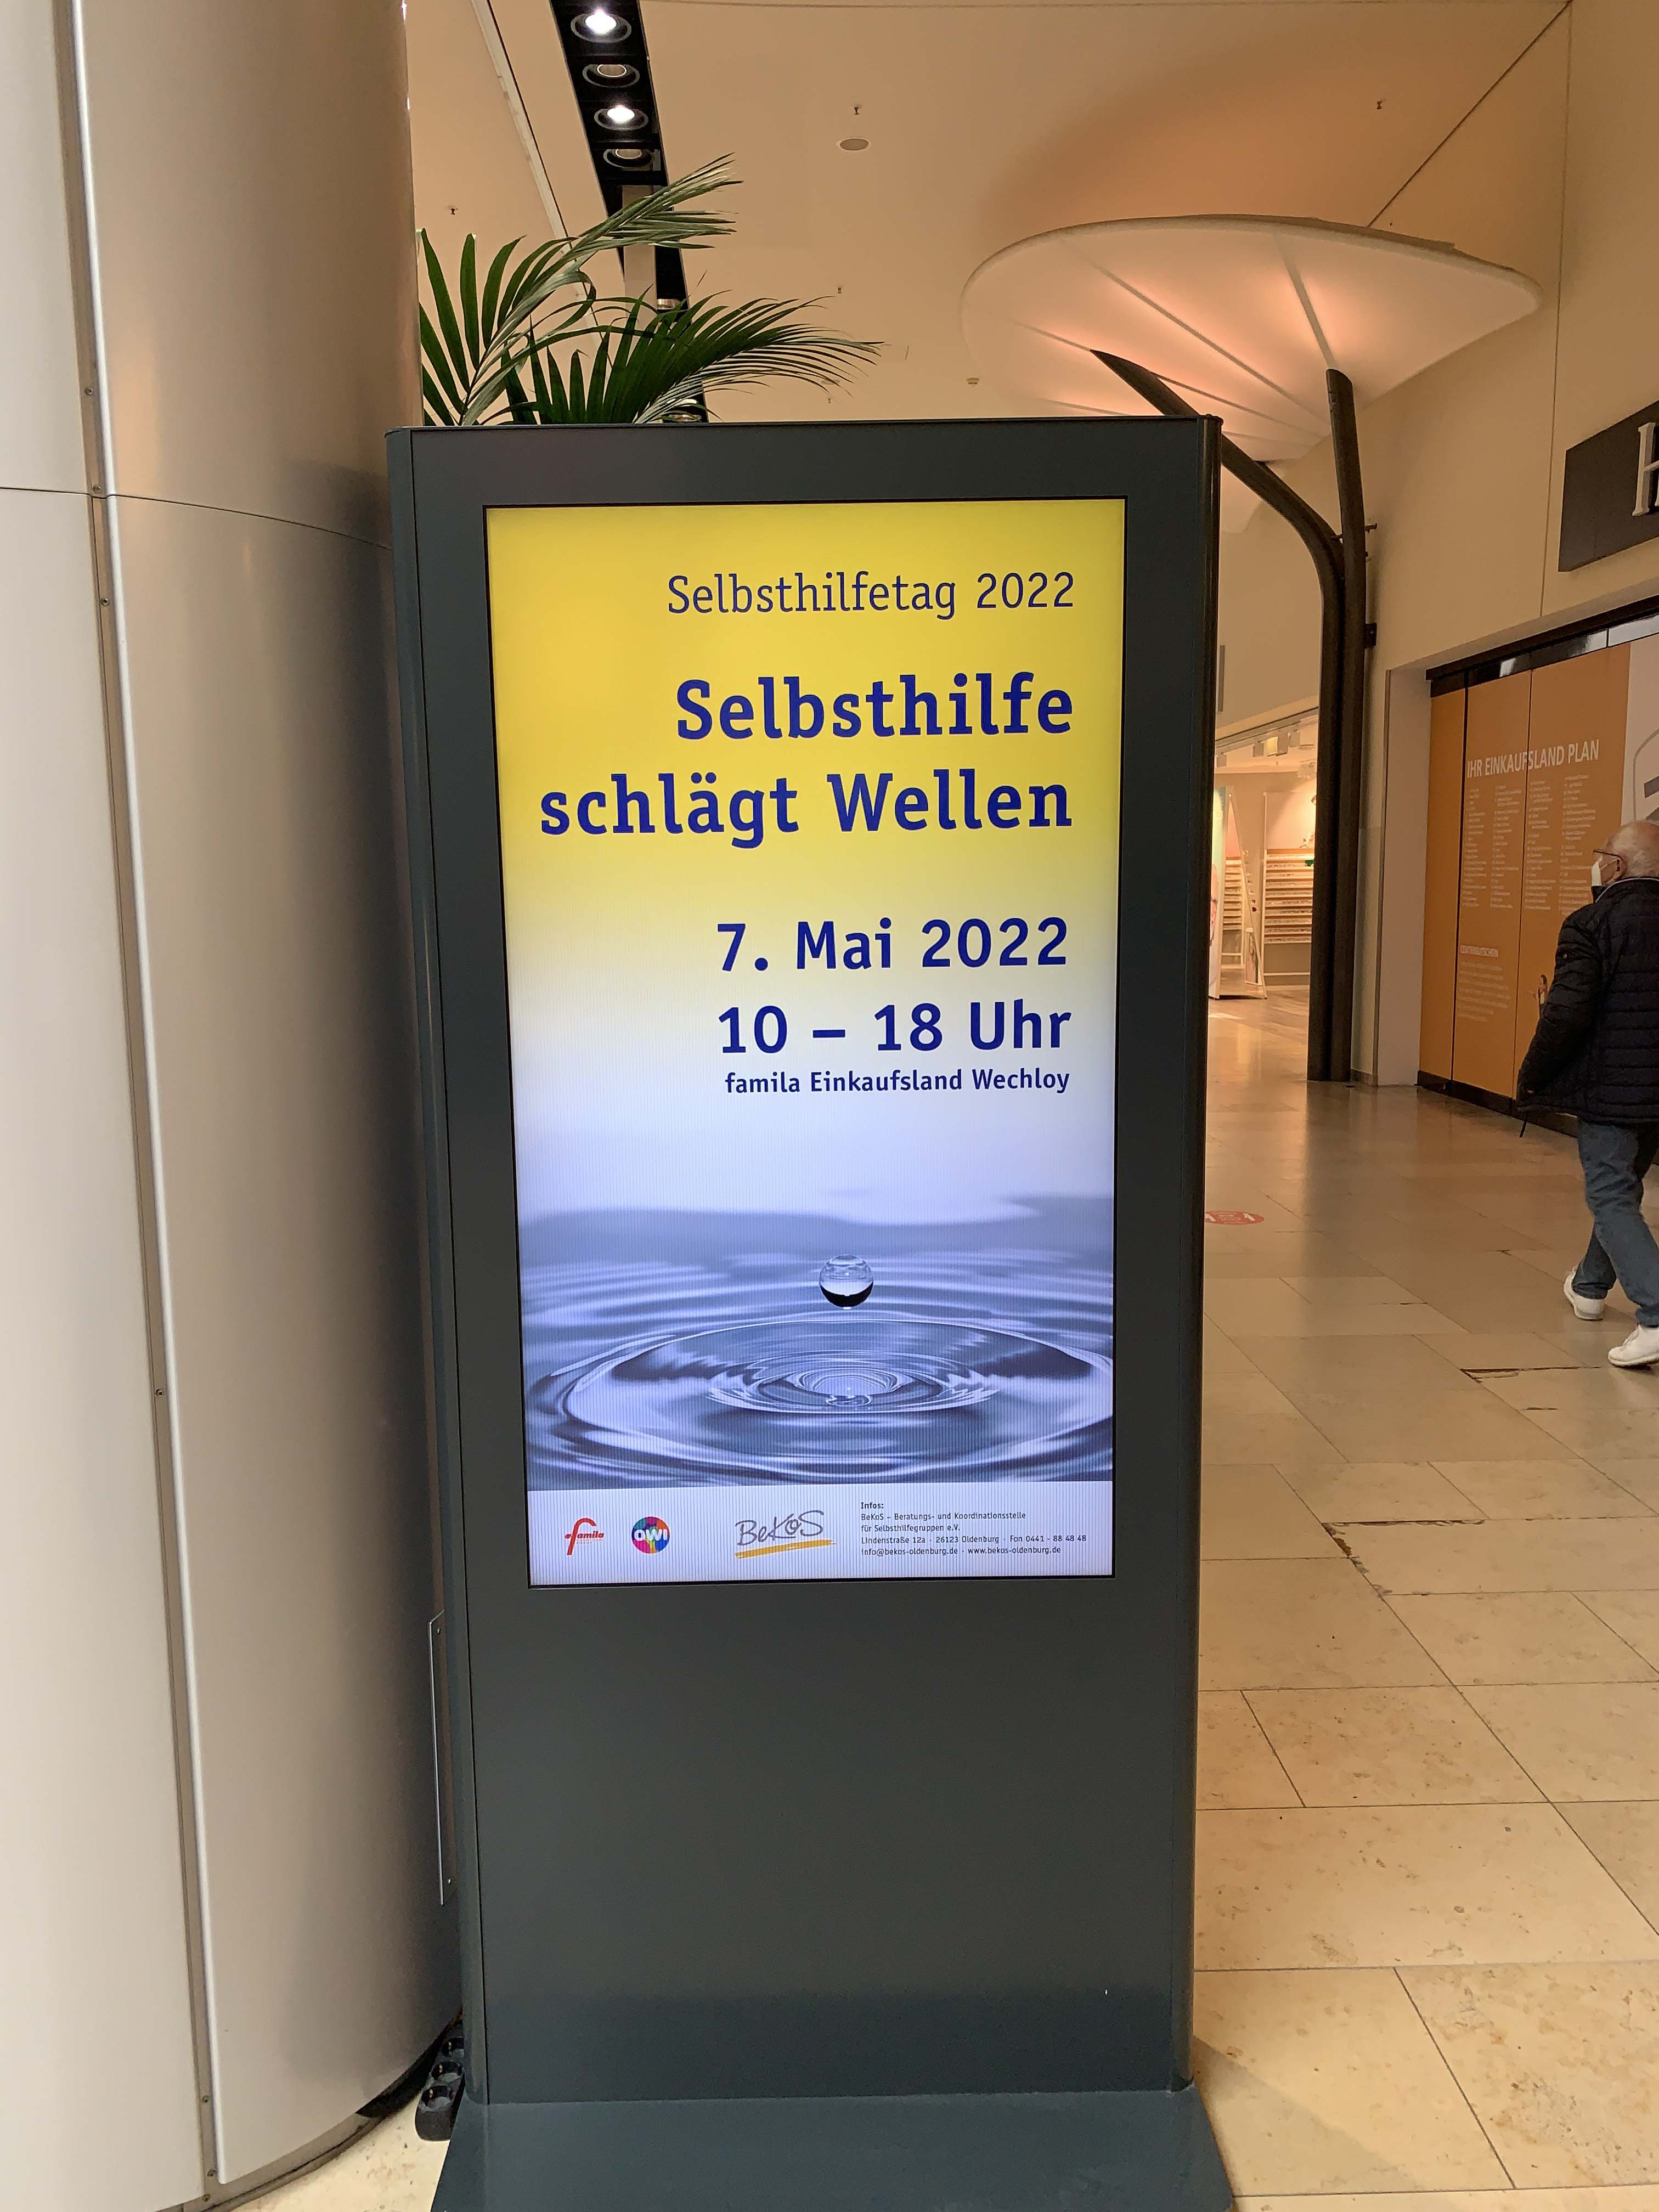 Selbsthilfetag 2022
Selbsthilfe
schlägt Wellen
7. Mai 2022
10 – 18 Uhr
famila Einkaufsland Wechloy
famila
OWI
BeKoS
Infos:
BeKoS – Beratungs- und Koordinationsstelle
für Selbsthilfegruppen e.V.
Lindenstraße 12a · 26123 Oldenburg · Fon 0441 - 88 48 48
info@bekos-oldenburg.de · www.bekos-oldenburg.de
IHR EINKAUFSLAND PLAN